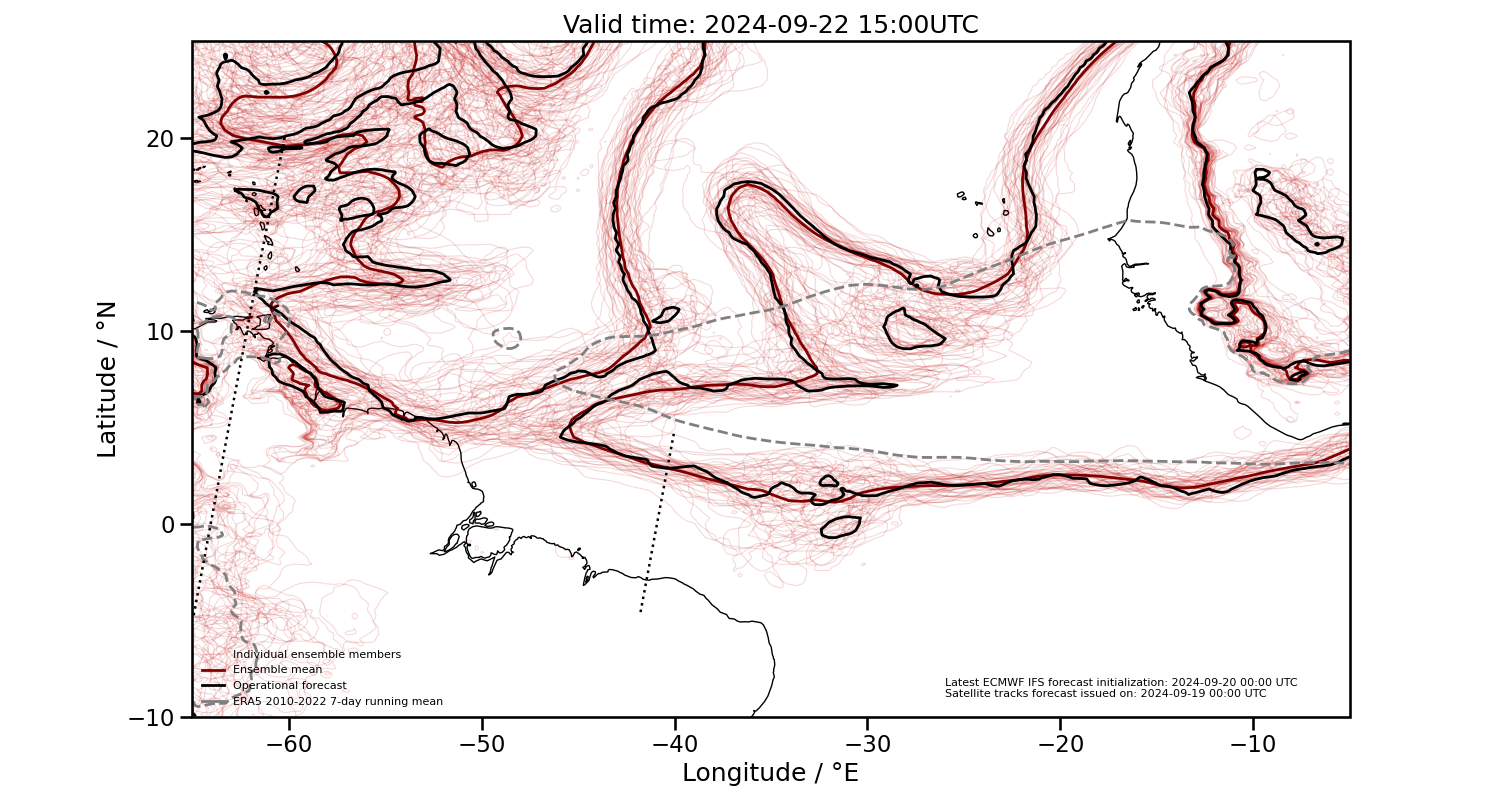 Valid time: 2024-09-22 15:00UTC
20
10
0
−10
Latitude / °N
Individual ensemble members
Ensemble mean
Operational forecast
ERA5 2010-2022 7-day running mean
Latest ECMWF IFS forecast initialization: 2024-09-20 00:00 UTC
Satellite tracks forecast issued on: 2024-09-19 00:00 UTC
−60 −50 −40 −30 −20 −10
Longitude / °E